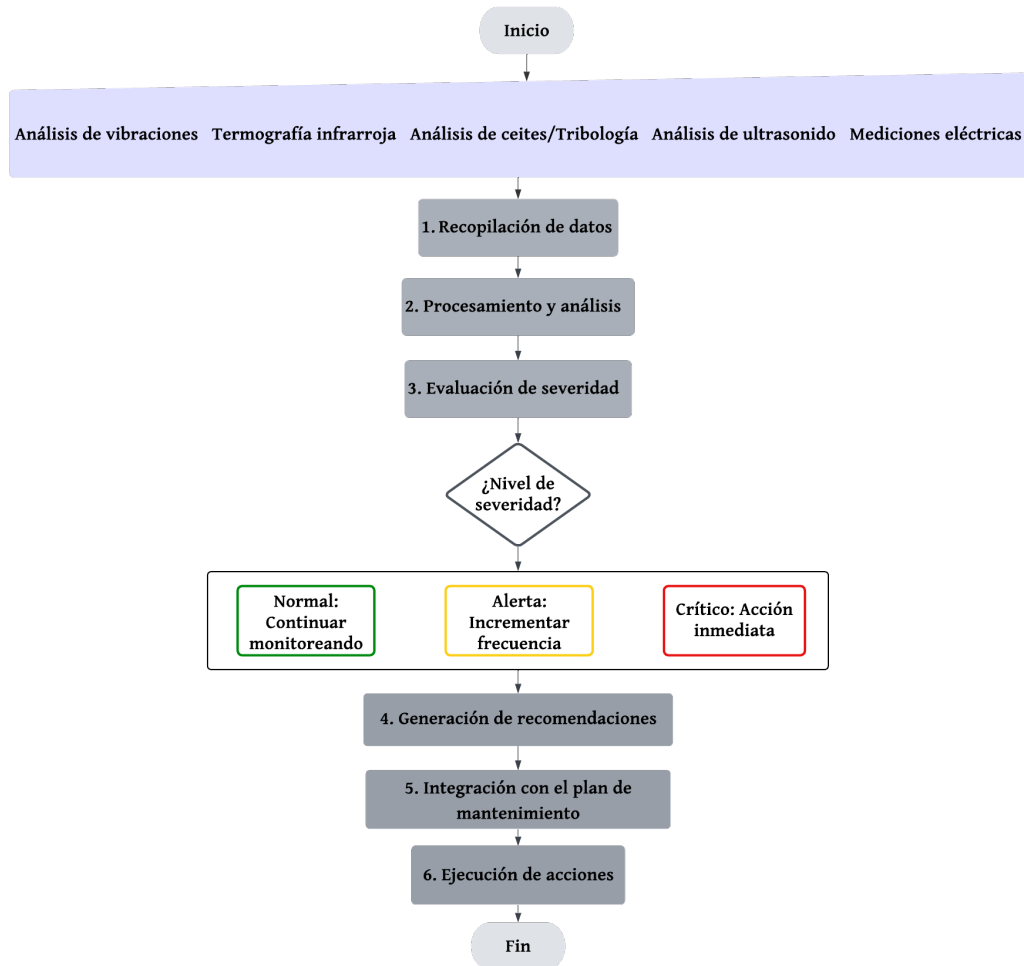 Inicio
Análisis de vibraciones Termografía infrarroja Análisis de ceites/Tribología Análisis de ultrasonido Mediciones eléctricas
1. Recopilación de datos
2. Procesamiento y análisis
3. Evaluación de severidad
¿Nivel de
severidad?
Normal:
Continuar
monitoreando
Alerta:
Incrementar
frecuencia
Crítico: Acción
inmediata
4. Generación de recomendaciones
5. Integración con el plan de
mantenimiento
6. Ejecución de acciones
Fin